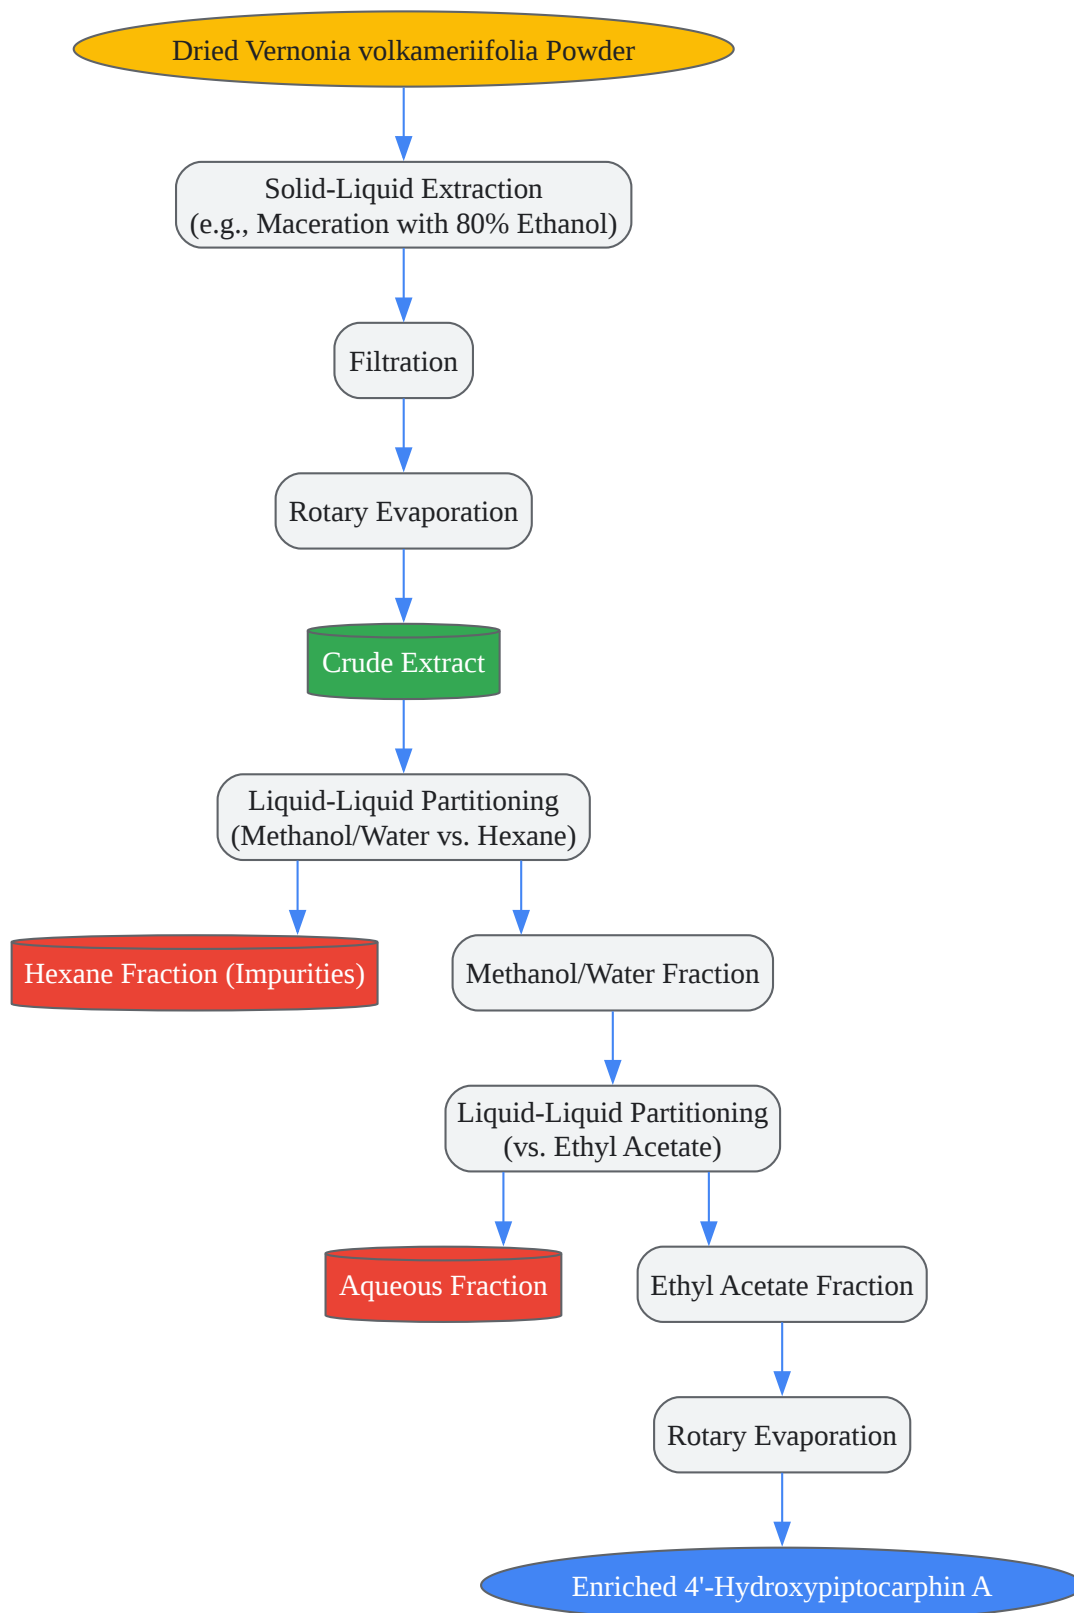 Dried Vernonia volkameriifolia Powder
Solid-Liquid Extraction
(e.g., Maceration with 80% Ethanol)
Filtration
Rotary Evaporation
Crude Extract
Liquid-Liquid Partitioning
(Methanol/Water vs. Hexane)
Hexane Fraction (Impurities)
Methanol/Water Fraction
Liquid-Liquid Partitioning
(vs. Ethyl Acetate)
Aqueous Fraction
Ethyl Acetate Fraction
Rotary Evaporation
Enriched 4'-Hydroxypiptocarphin A